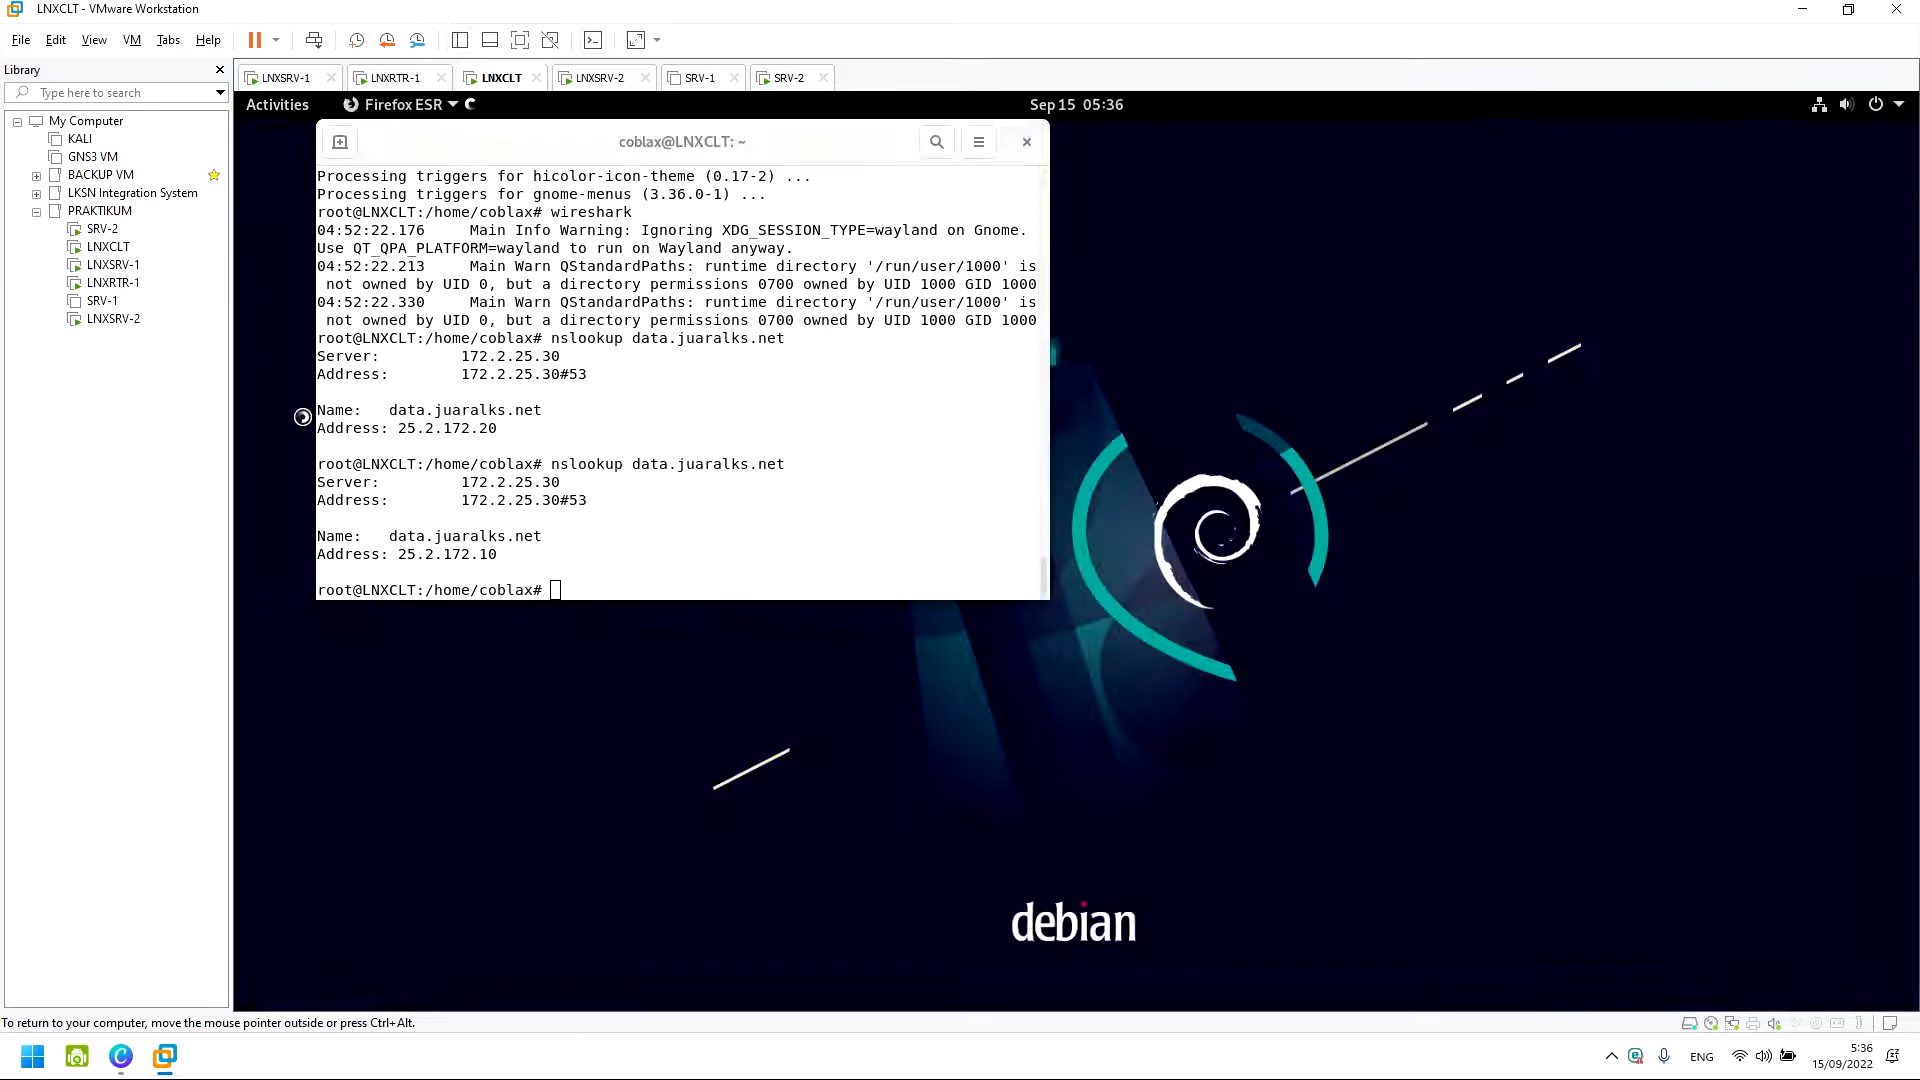 LNXCLT - VMware Workstation
File Edit View VM Tabs Help
Library
Type here to search
My Computer
KALI
GNS3 VM
BACKUP VM
LKSN Integration System
PRAKTIKUM
SRV-2
LNXCLT
LNXSRV-1
LNXRTR-1
SRV-1
LNXSRV-2
LNXSRV-1 LNXRTR-1 LNXCLT LNXSRV-2 SRV-1 SRV-2
Activities Firefox ESR Sep 15 05:36
coblax@LNXCLT: ~
Processing triggers for hicolor-icon-theme (0.17-2) ...
Processing triggers for gnome-menus (3.36.0-1) ...
root@LNXCLT:/home/coblax# wireshark
04:52:22.176 Main Info Warning: Ignoring XDG_SESSION_TYPE=wayland on Gnome.
Use QT_QPA_PLATFORM=wayland to run on Wayland anyway.
04:52:22.213 Main Warn QStandardPaths: runtime directory '/run/user/1000' is
not owned by UID 0, but a directory permissions 0700 owned by UID 1000 GID 1000
04:52:22.330 Main Warn QStandardPaths: runtime directory '/run/user/1000' is
not owned by UID 0, but a directory permissions 0700 owned by UID 1000 GID 1000
root@LNXCLT:/home/coblax# nslookup data.juaralks.net
Server: 172.2.25.30
Address: 172.2.25.30#53
Name: data.juaralks.net
Address: 25.2.172.20
root@LNXCLT:/home/coblax# nslookup data.juaralks.net
Server: 172.2.25.30
Address: 172.2.25.30#53
Name: data.juaralks.net
Address: 25.2.172.10
root@LNXCLT:/home/coblax#
debian
To return to your computer, move the mouse pointer outside or press Ctrl+Alt.
ENG
5:36
15/09/2022